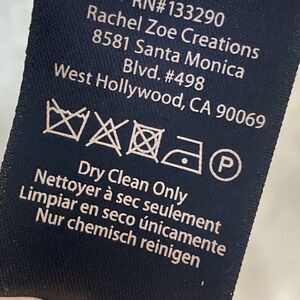 RN#133290
Rachel Zoe Creations
8581 Santa Monica
Blvd. #498
West Hollywood, CA 90069
P
Dry Clean Only
Nettoyer à sec seulement
Limpiar en seco únicamente
Nur chemisch reinigen